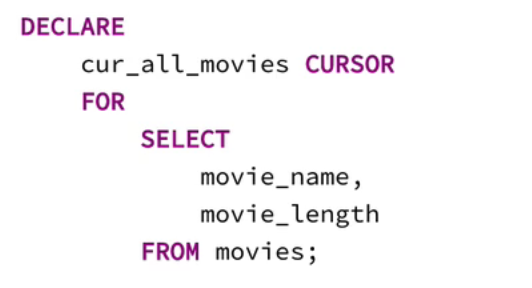 DECLARE
cur_all_movies CURSOR
FOR
SELECT
movie_name,
movie_length
FROM movies;